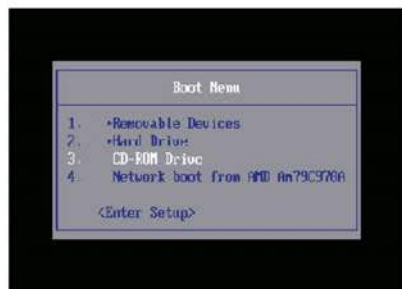 Boot Menu
1. +Removable Devices
2. +Hard Drive
3. CD-ROM Drive
4. Network boot from AMD Am79C970A
<Enter Setup>